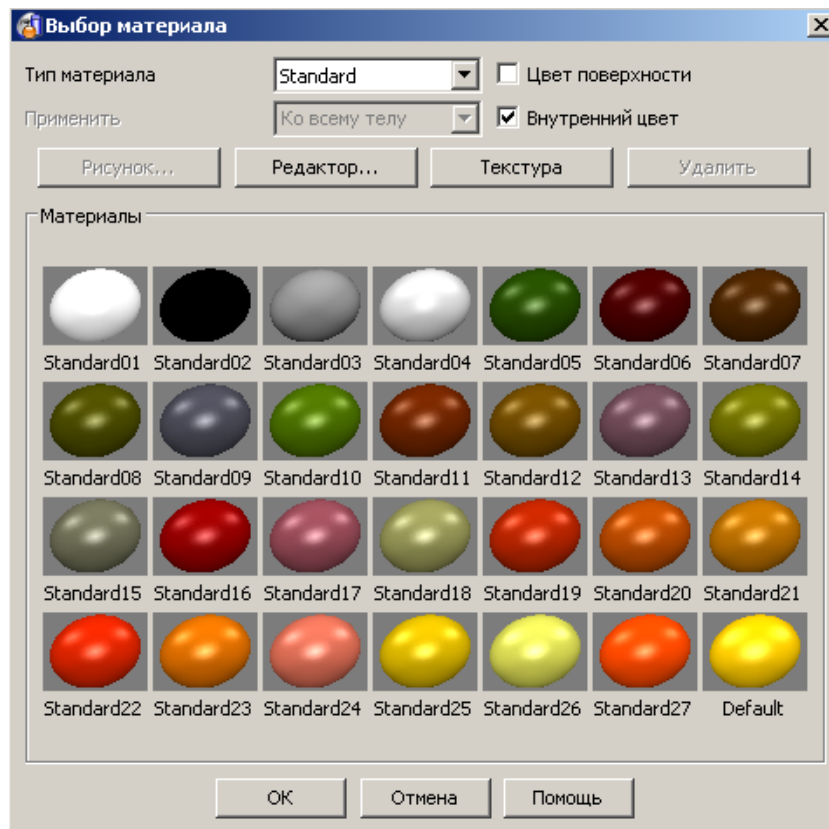 Выбор материала
Тип материала Standard Цвет поверхности
Применить Ко всему телу Внутренний цвет
Рисунок... Редактор... Текстура Удалить
Материалы
Standard01 Standard02 Standard03 Standard04 Standard05 Standard06 Standard07
Standard08 Standard09 Standard10 Standard11 Standard12 Standard13 Standard14
Standard15 Standard16 Standard17 Standard18 Standard19 Standard20 Standard21
Standard22 Standard23 Standard24 Standard25 Standard26 Standard27 Default
ОК Отмена Помощь